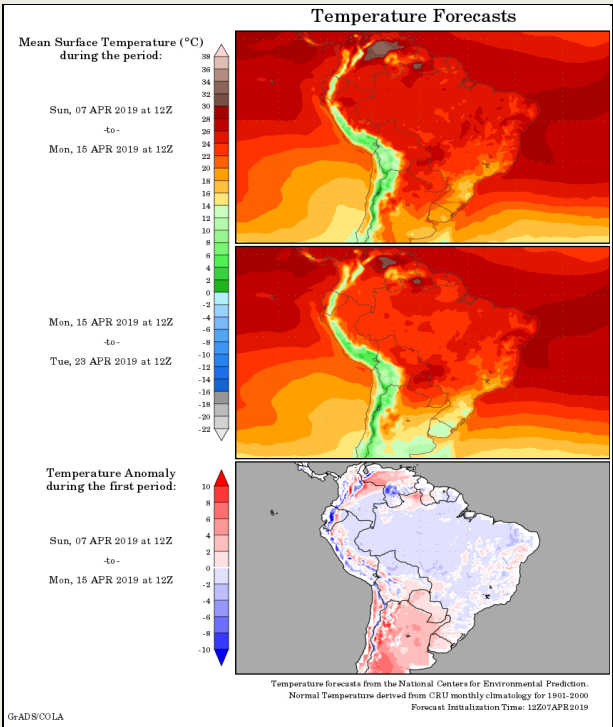 Temperature Forecasts
Mean Surface Temperature (°C)
during the period:
Sun, 07 APR 2019 at 12Z
-to-
Mon, 15 APR 2019 at 12Z
38
36
34
32
30
28
26
24
22
20
18
16
14
12
10
8
6
4
2
0
-2
-4
-6
-8
-10
-12
-14
-16
-18
-20
-22
Mon, 15 APR 2019 at 12Z
-to-
Tue, 23 APR 2019 at 12Z
Temperature Anomaly
during the first period:
Sun, 07 APR 2019 at 12Z
-to-
Mon, 15 APR 2019 at 12Z
10
8
6
4
2
0
-2
-4
-6
-8
-10
Temperature forecasts from the National Centers for Environmental Prediction.
Normal Temperature derived from CRU monthly climatology for 1901-2000
Forecast Initialization Time: 12Z07APR2019
GrADS/COLA